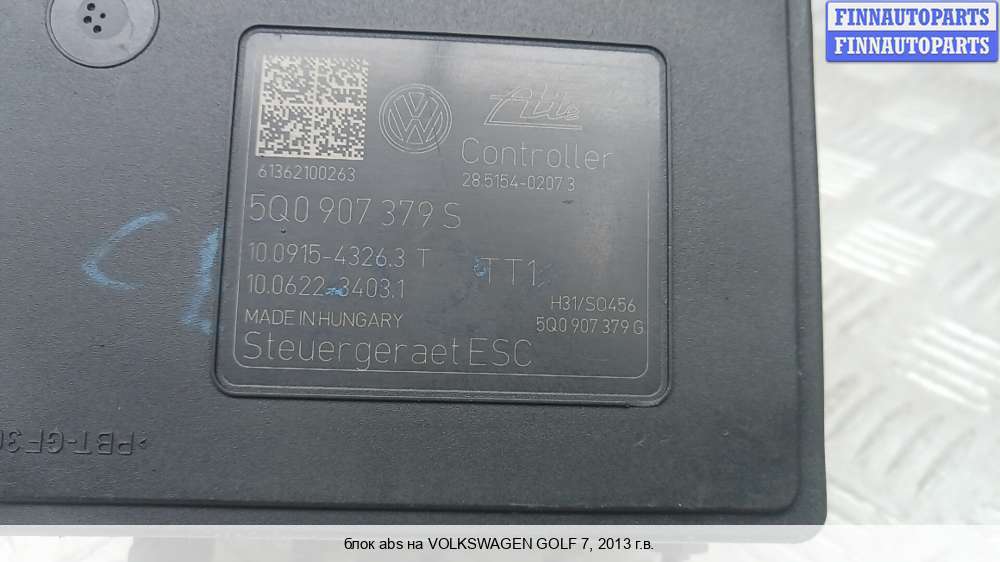 FINNAUTOPARTS
FINNAUTOPARTS
Ate
Controller
61362100263
28.5154-0207.3
5Q0 907 379 S
10.0915-4326.3 T
TT1
10.0622-3403.1
H31/S0456
MADE IN HUNGARY
5Q0 907 379 G
Steuergeraet ESC
>PBT-GF30
блок abs на VOLKSWAGEN GOLF 7, 2013 г.в.